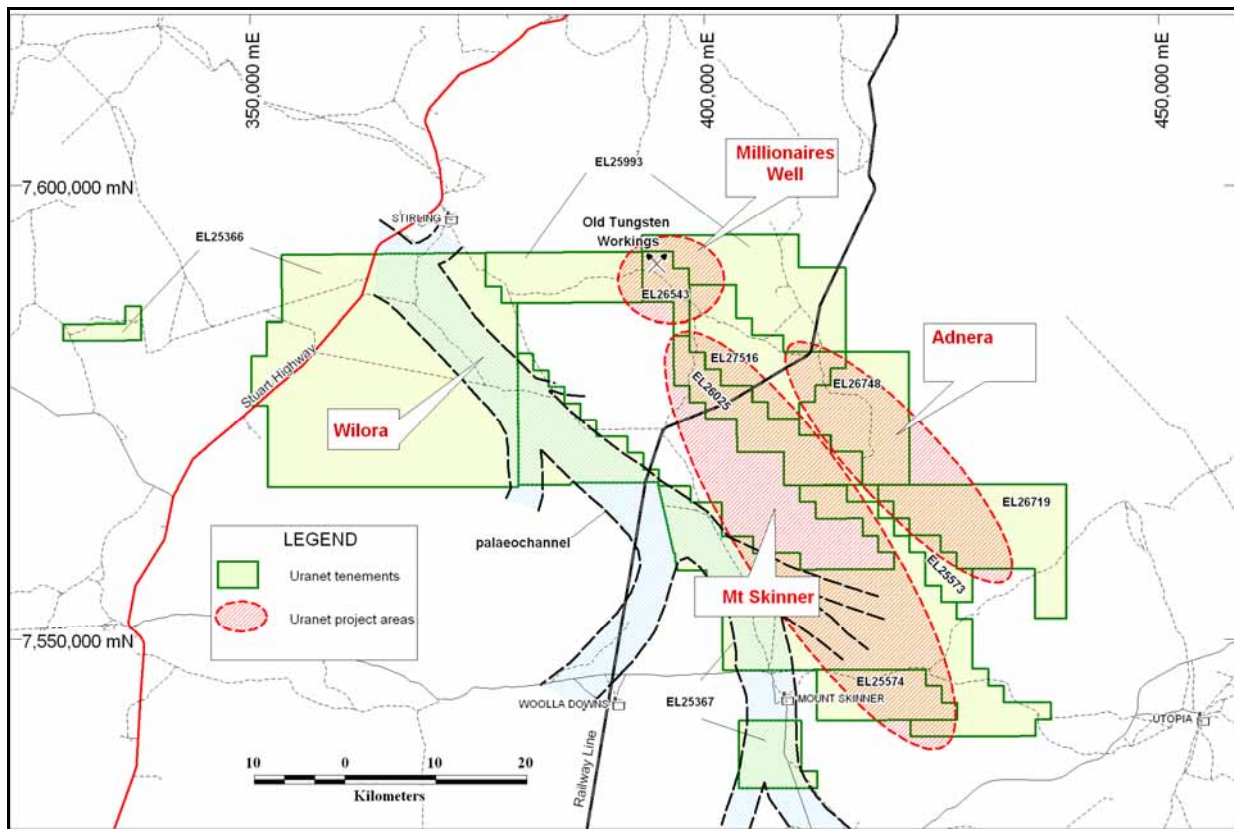 350,000 mE
400,000 mE
450,000 mE
Millionaires
Well
EL25993
7,600,000 mN
STIRLING
Old Tungsten
Workings
EL25366
EL26543
Adnera
EL27516
EL26748
Stuart Highway
EL26025
Wilora
EL26719
palaeochannel
LEGEND
Uranet tenements
EL25573
Mt Skinner
Uranet project areas
7,550,000 mN
EL25574
EL25367
MOUNT SKINNER
WOOLLA DOWNS
UTOPIA
Railway Line
10 0 10 20
Kilometers